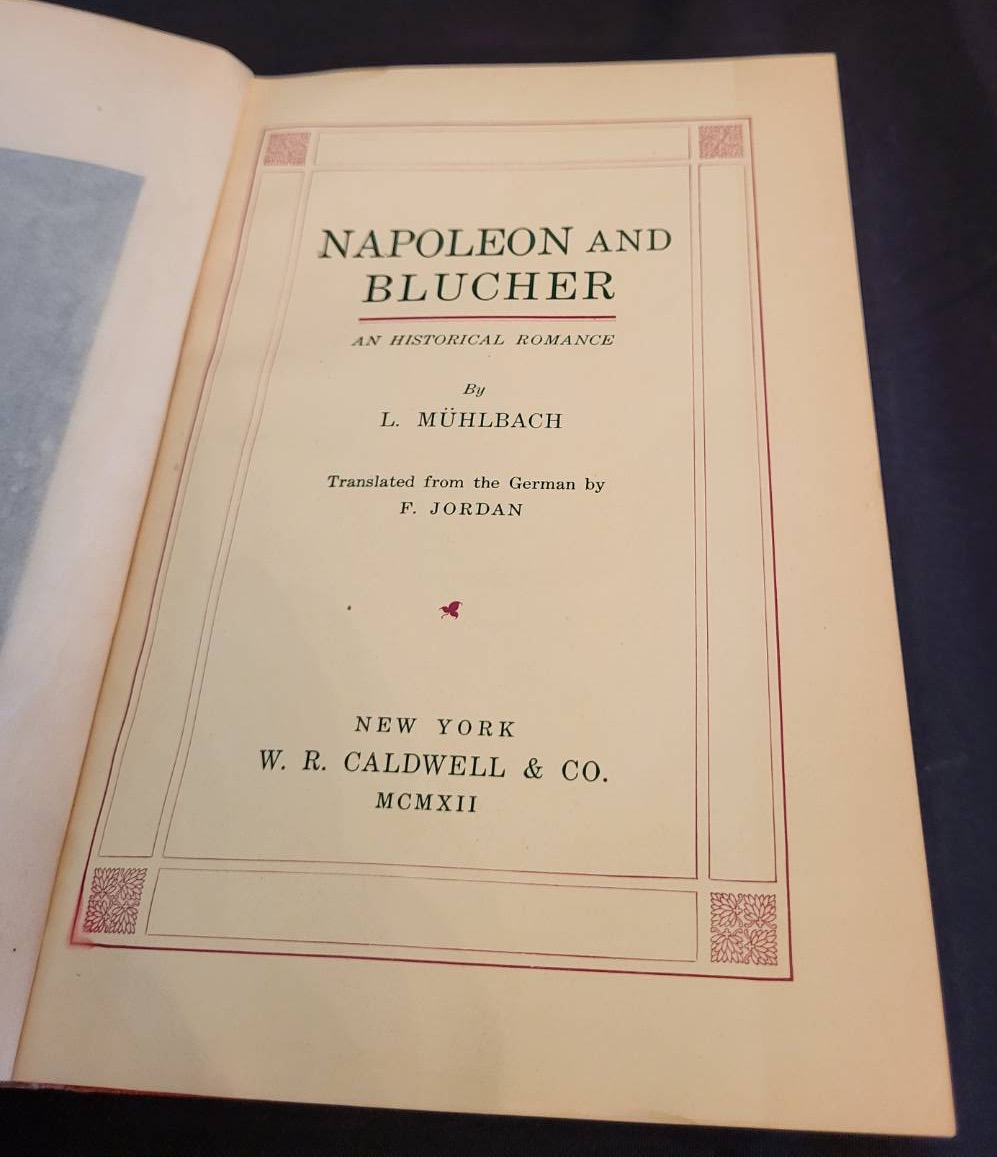 NAPOLEON AND
BLUCHER
AN HISTORICAL ROMANCE
By
L. MÜHLBACH
Translated from the German by
F. JORDAN
NEW YORK
W. R. CALDWELL & CO.
MCMXII